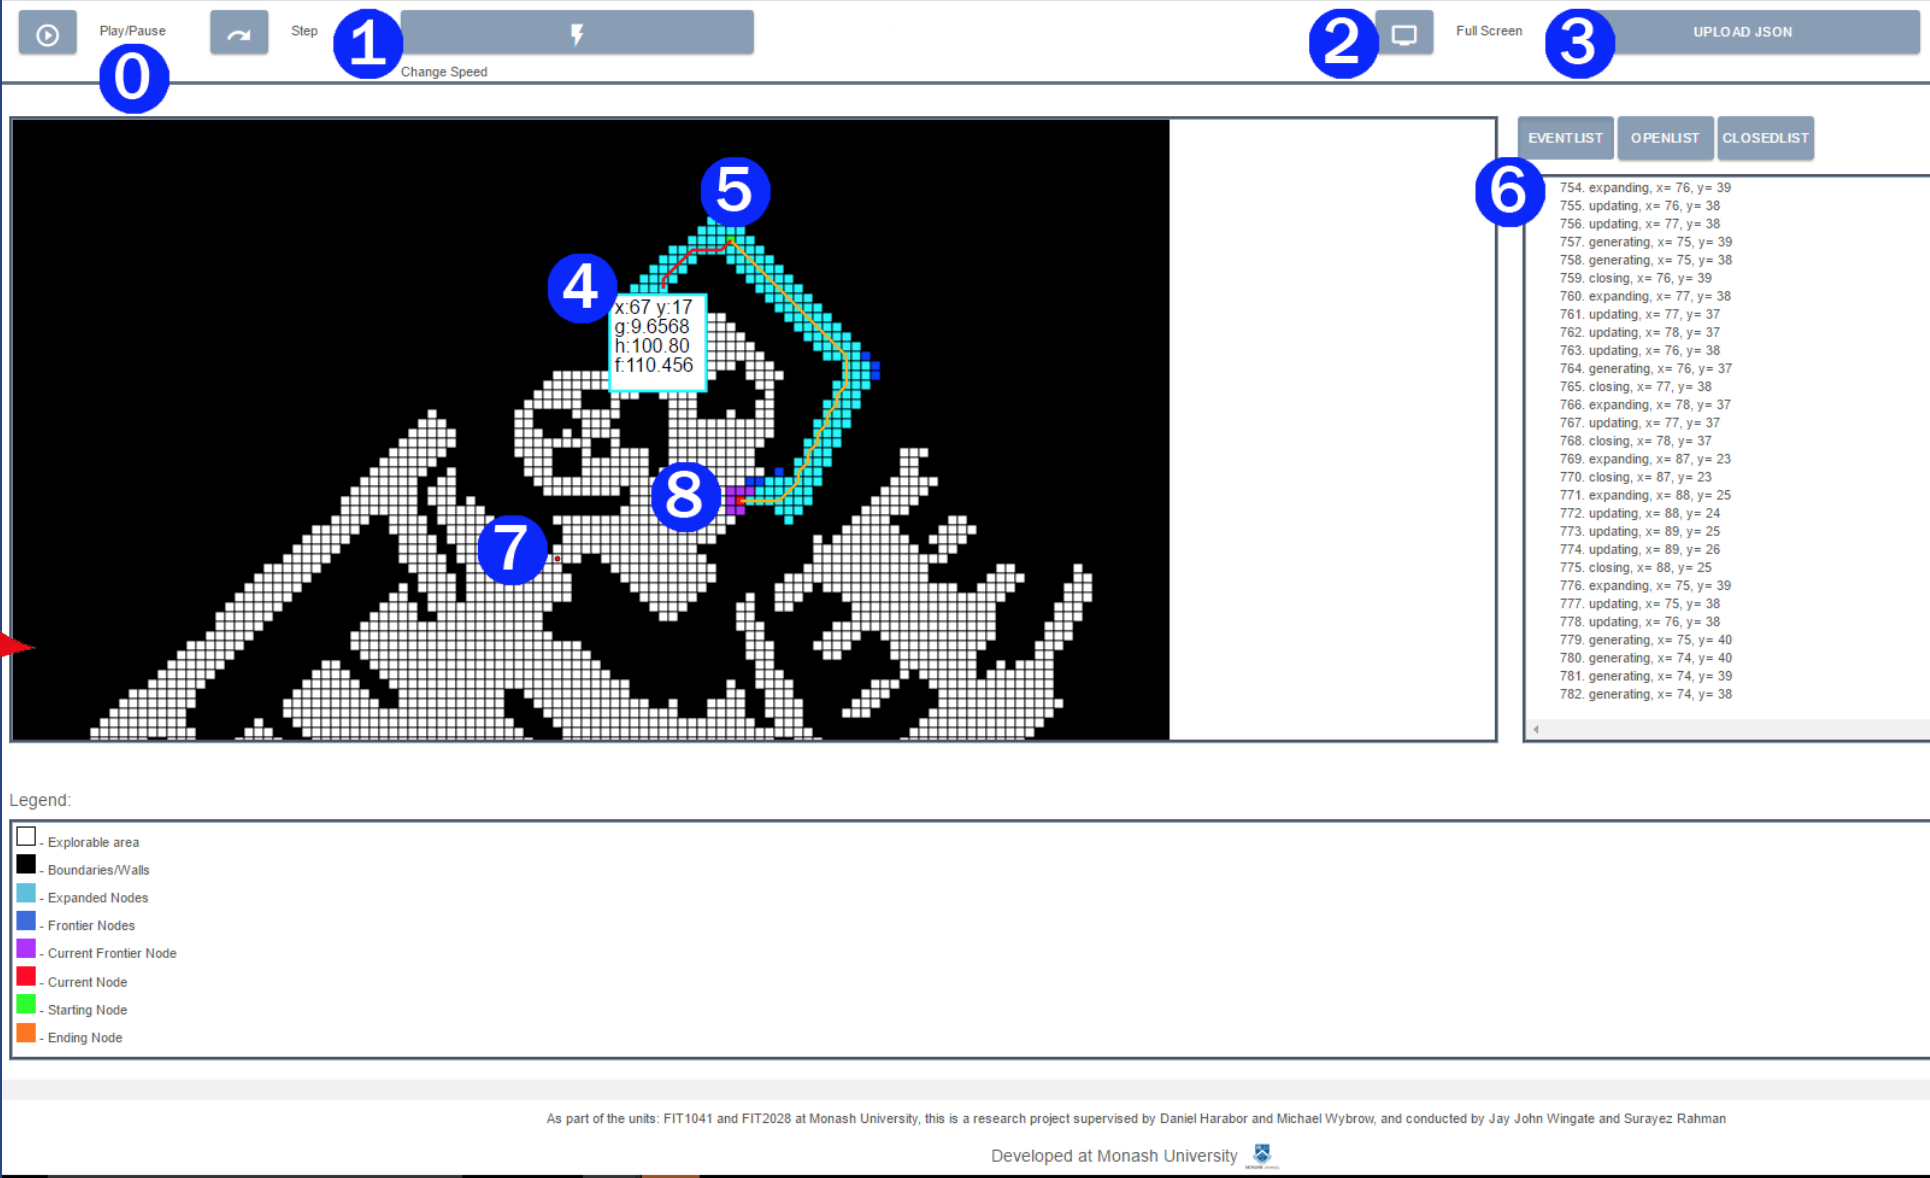 Play/Pause
Step
Change Speed
Full Screen
UPLOAD JSON
0
1
2
3
EVENTLIST OPENLIST CLOSEDLIST
5
6
4
x:67 y:17
g:9.6568
h:100.80
f:110.456
8
7
754. expanding, x= 76, y= 39
755. updating, x= 76, y= 38
756. updating, x= 77, y= 38
757. generating, x= 75, y= 39
758. generating, x= 75, y= 38
759. closing, x= 76, y= 39
760. expanding, x= 77, y= 38
761. updating, x= 77, y= 37
762. updating, x= 78, y= 37
763. updating, x= 76, y= 38
764. generating, x= 76, y= 37
765. closing, x= 77, y= 38
766. expanding, x= 78, y= 37
767. updating, x= 77, y= 37
768. closing, x= 78, y= 37
769. expanding, x= 87, y= 23
770. closing, x= 87, y= 23
771. expanding, x= 88, y= 25
772. updating, x= 88, y= 24
773. updating, x= 89, y= 25
774. updating, x= 89, y= 26
775. closing, x= 88, y= 25
776. expanding, x= 75, y= 39
777. updating, x= 75, y= 38
778. updating, x= 76, y= 38
779. generating, x= 75, y= 40
780. generating, x= 74, y= 40
781. generating, x= 74, y= 39
782. generating, x= 74, y= 38
Legend:
- Explorable area
- Boundaries/Walls
- Expanded Nodes
- Frontier Nodes
- Current Frontier Node
- Current Node
- Starting Node
- Ending Node
As part of the units: FIT1041 and FIT2028 at Monash University, this is a research project supervised by Daniel Harabor and Michael Wybrow, and conducted by Jay John Wingate and Surayez Rahman
Developed at Monash University